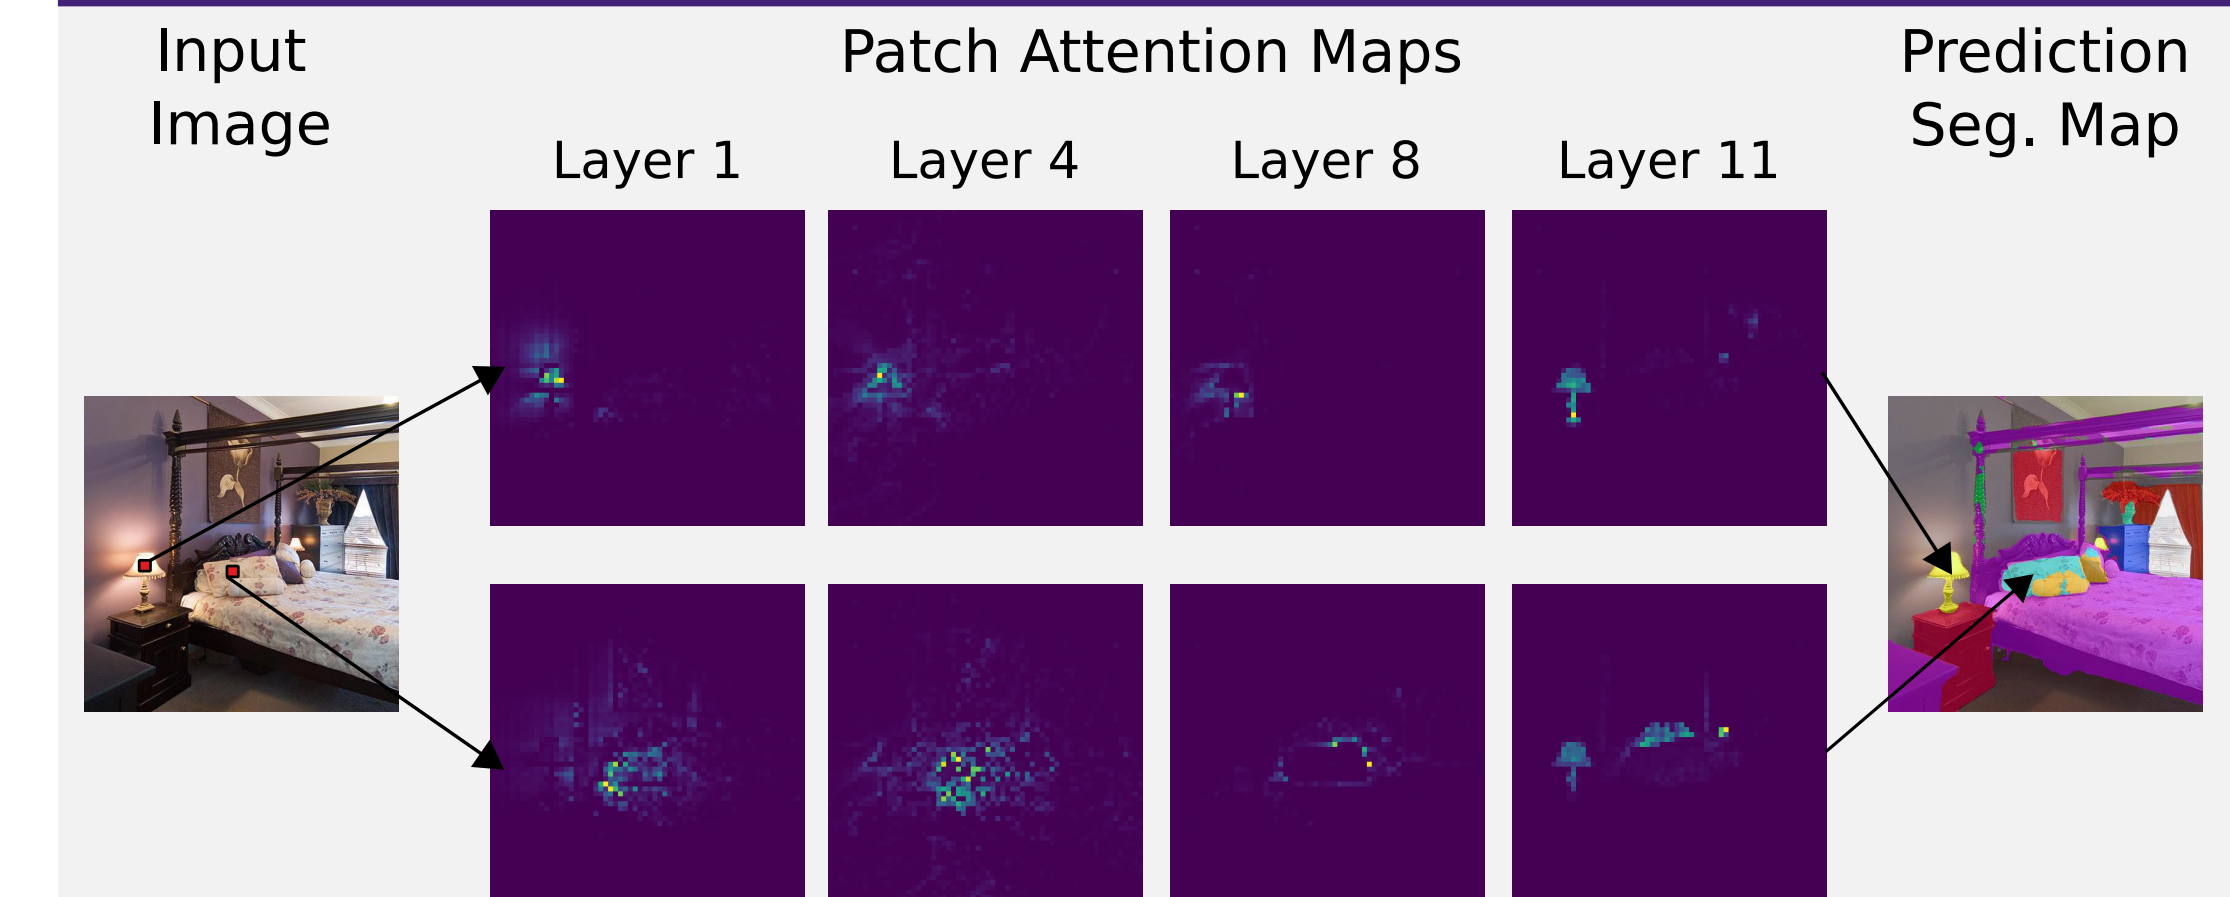 Input
Image
Patch Attention Maps
Prediction
Seg. Map
Layer 1
Layer 4
Layer 8
Layer 11